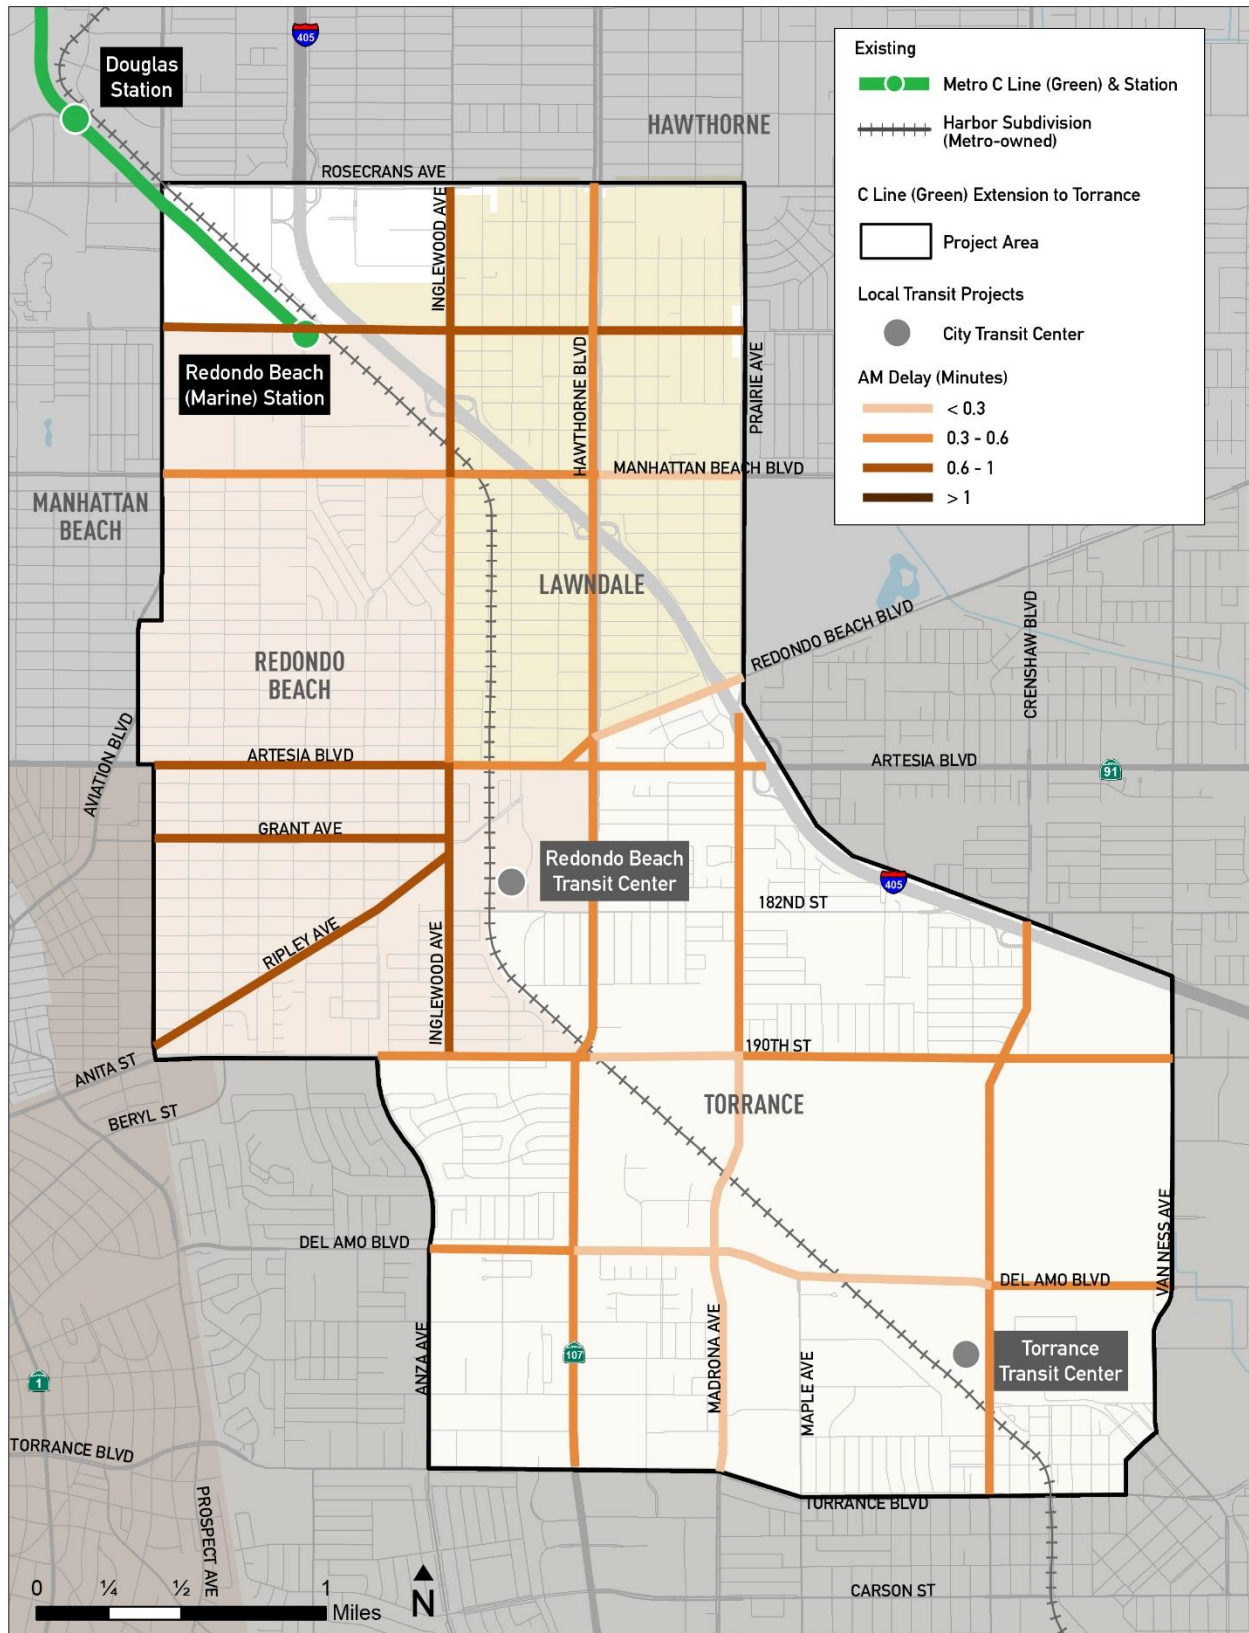 405
Douglas
Station
HAWTHORNE
ROSECRANS AVE
INGLEWOOD AVE
HAWTHORNE BLVD
PRAIRIE AVE
Redondo Beach
(Marine) Station
MANHATTAN BEACH BLVD
MANHATTAN
BEACH
LAWNDALE
REDONDO BEACH BLVD
CRENSHAW BLVD
REDONDO
BEACH
AVIATION BLVD
ARTESIA BLVD
ARTESIA BLVD
91
GRANT AVE
Redondo Beach
Transit Center
405
182ND ST
RIPLEY AVE
INGLEWOOD AVE
190TH ST
ANITA ST
BERYL ST
TORRANCE
DEL AMO BLVD
VAN NESS AVE
DEL AMO BLVD
ANZA AVE
107
MADRONA AVE
MAPLE AVE
Torrance
Transit Center
1
TORRANCE BLVD
PROSPECT AVE
TORRANCE BLVD
CARSON ST
0 ¼ ½ 1
Miles
N
Existing
Metro C Line (Green) & Station
Harbor Subdivision
(Metro-owned)
C Line (Green) Extension to Torrance
Project Area
Local Transit Projects
City Transit Center
AM Delay (Minutes)
< 0.3
0.3 - 0.6
0.6 - 1
> 1